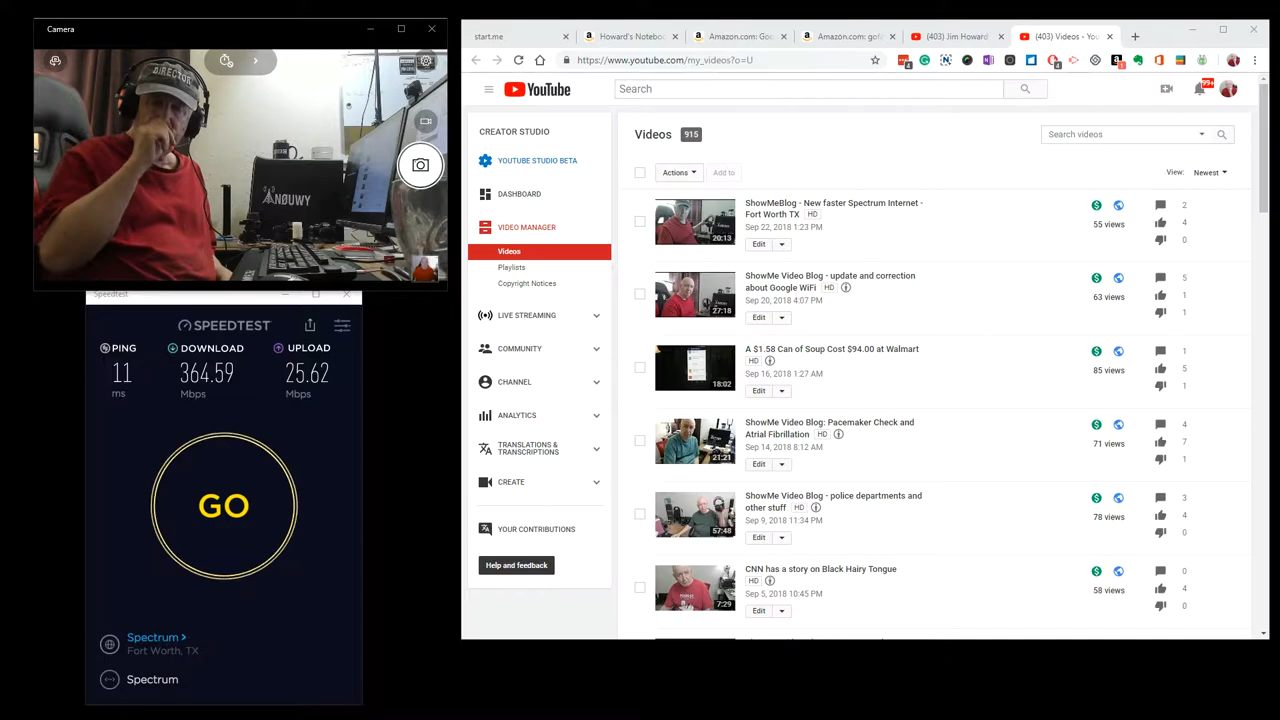 Camera
DIRECTOR
NØUWY
Speedtest
SPEEDTEST
PING
DOWNLOAD
UPLOAD
11
364.59
25.62
ms
Mbps
Mbps
GO
Spectrum >
Fort Worth, TX
Spectrum
start.me
Howard's Noteboo
Amazon.com: Goo
Amazon.com: gofa
(403) Jim Howard
(403) Videos - You
https://www.youtube.com/my_videos?o=U
YouTube
Search
99+
CREATOR STUDIO
YOUTUBE STUDIO BETA
DASHBOARD
VIDEO MANAGER
Videos
Playlists
Copyright Notices
LIVE STREAMING
COMMUNITY
CHANNEL
ANALYTICS
TRANSLATIONS &
TRANSCRIPTIONS
CREATE
YOUR CONTRIBUTIONS
Help and feedback
Videos 915
Search videos
Actions
Add to
View: Newest
ShowMeBlog - New faster Spectrum Internet -
Fort Worth TX HD
Sep 22, 2018 1:23 PM
20:13
Edit
55 views
2
4
0
ShowMe Video Blog - update and correction
about Google WiFi HD
Sep 20, 2018 4:07 PM
27:18
Edit
63 views
5
1
1
A $1.58 Can of Soup Cost $94.00 at Walmart
HD
Sep 16, 2018 1:27 AM
18:02
Edit
85 views
1
5
1
ShowMe Video Blog: Pacemaker Check and
Atrial Fibrillation HD
Sep 14, 2018 8:12 AM
21:21
Edit
71 views
4
7
1
ShowMe Video Blog - police departments and
other stuff HD
Sep 9, 2018 11:34 PM
57:48
Edit
78 views
3
4
0
CNN has a story on Black Hairy Tongue
HD
Sep 5, 2018 10:45 PM
7:29
Edit
58 views
0
4
0